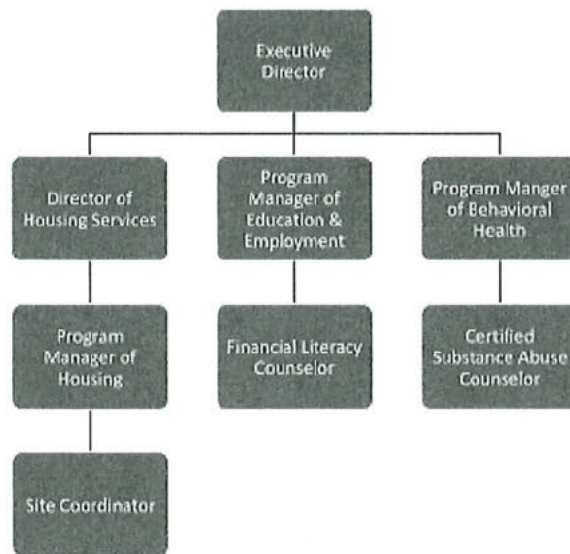 Executive
Director
Director of
Housing Services
Program
Manager of
Education &
Employment
Program Manger
of Behavioral
Health
Program
Manager of
Housing
Financial Literacy
Counselor
Certified
Substance Abuse
Counselor
Site Coordinator